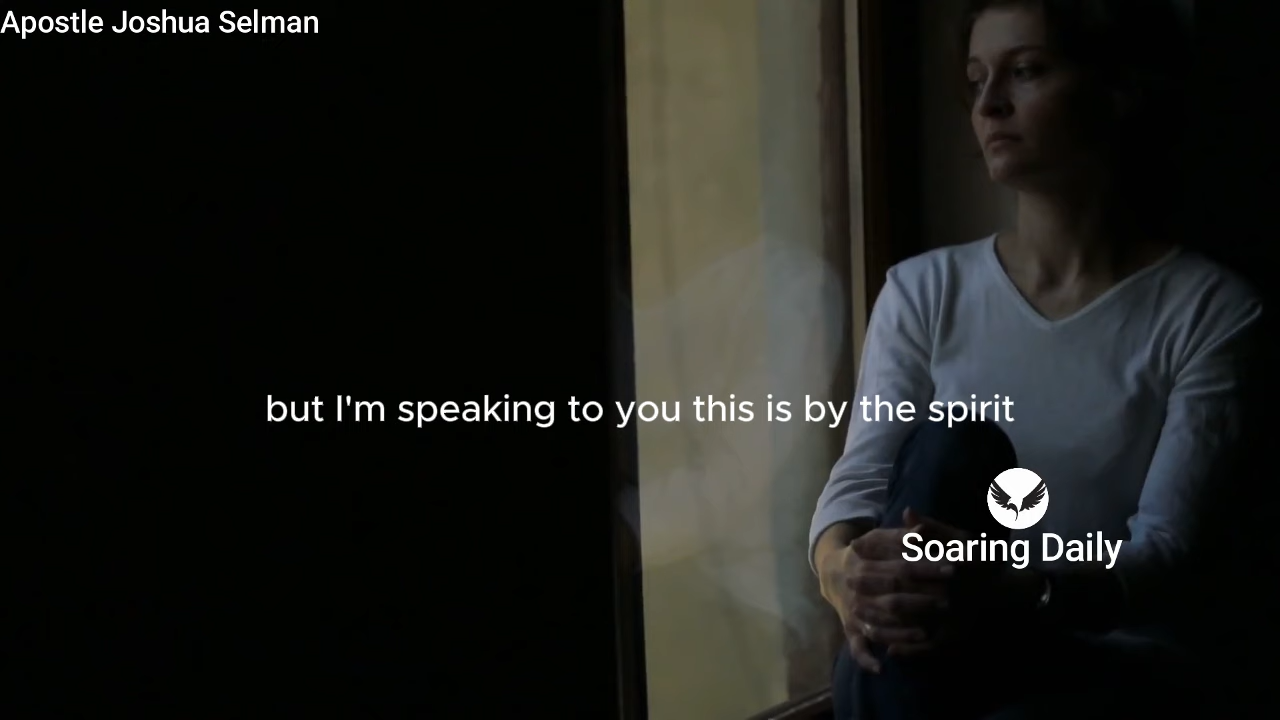 Apostle Joshua Selman
but I'm speaking to you this is by the spirit
Soaring Daily